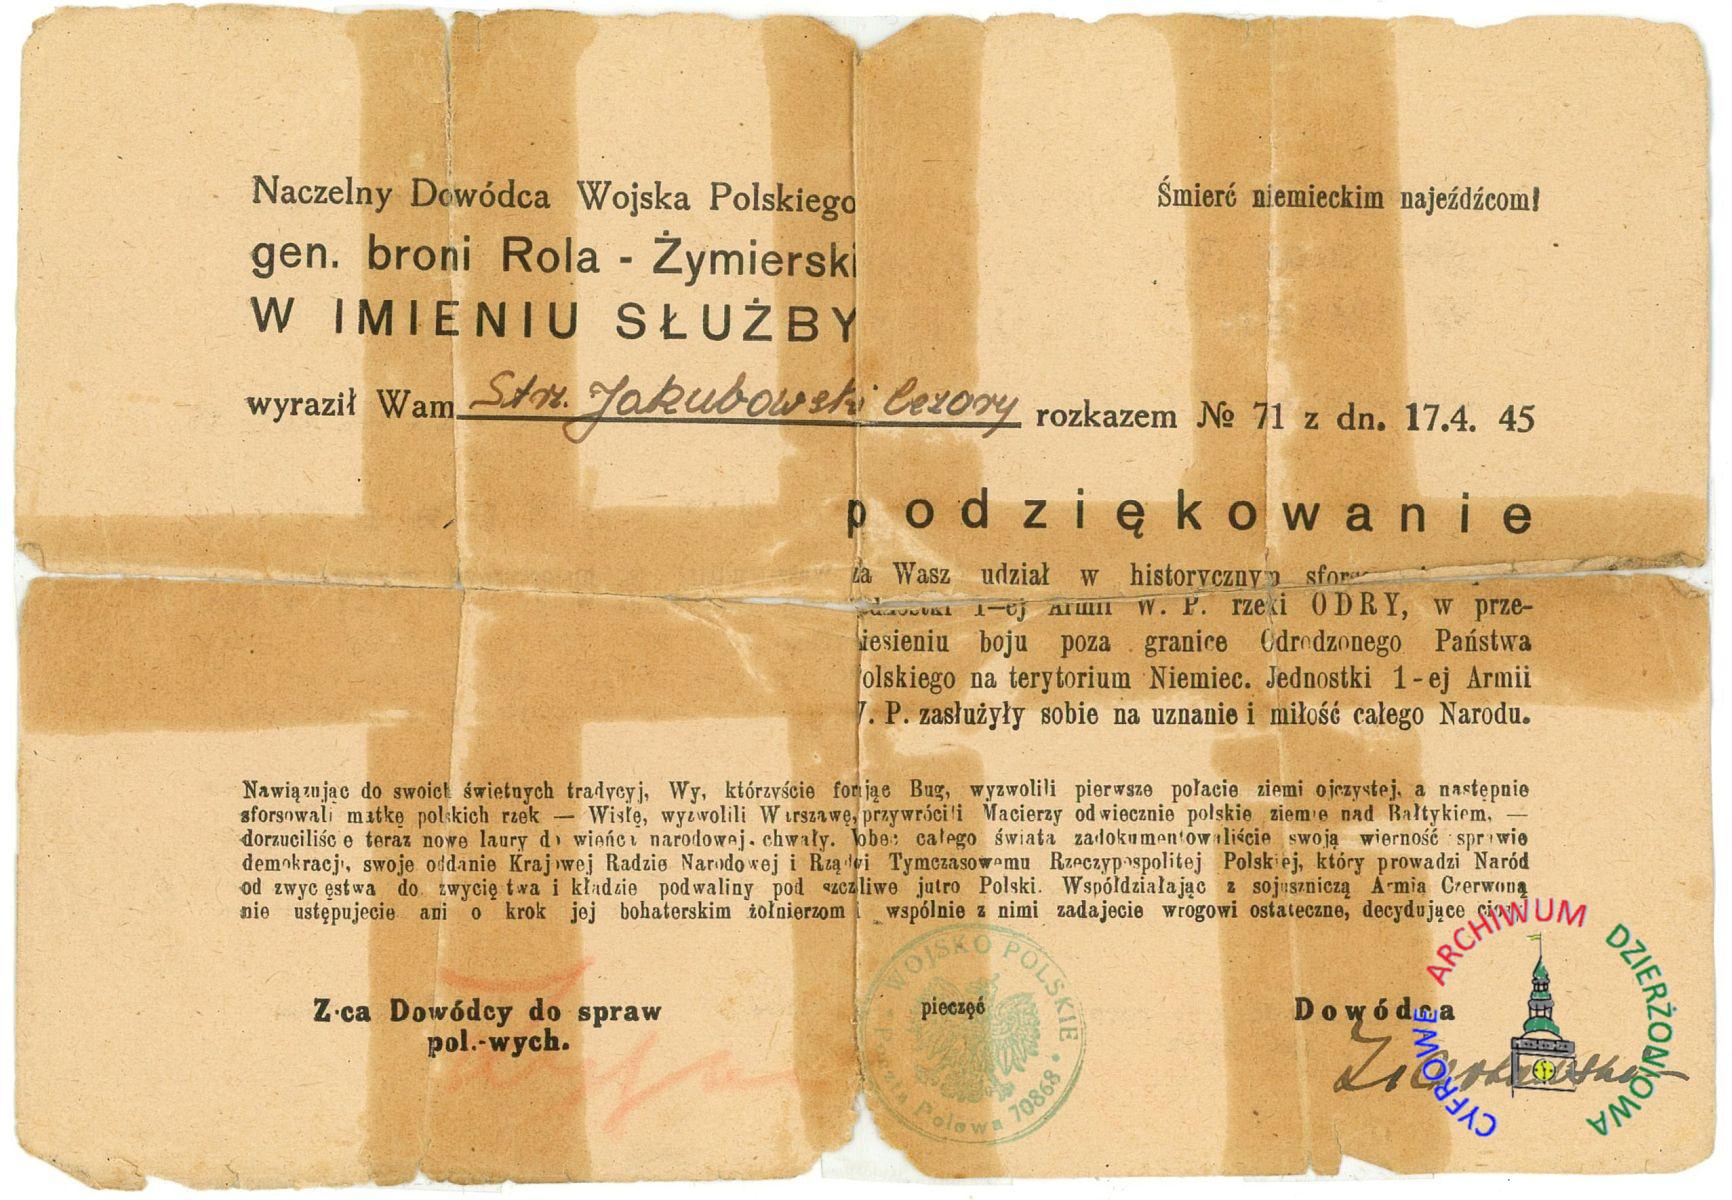 Naczelny Dowódca Wojska Polskiego
Śmierć niemieckim najeźdźcom!
gen. broni Rola - Żymierski
W IMIENIU SŁUŻBY
wyraził Wam Strz. Jakubowski Cezary rozkazem № 71 z dn. 17.4. 45
podziękowanie
za Wasz udział w historycznym
1-ej Armii W. P. rzeki ODRY, w prze-
niesieniu boju poza granice Odrodzonego Państwa
Polskiego na terytorium Niemiec. Jednostki 1-ej Armii
W. P. zasłużyły sobie na uznanie i miłość całego Narodu.
Nawiązując do swoich świetnych tradycyj, Wy, którzyście forsując Bug, wyzwolili pierwsze połacie ziemi ojczystej, a następnie
sforsowali matkę polskich rzek — Wisłę, wyzwolili Warszawę, przywrócili Macierzy odwiecznie polskie ziemie nad Bałtykiem, —
dorzuciliście teraz nowe laury do wieńca narodowej chwały. Wobec całego świata zadokumentowaliście swoją wierność sprawie
demokracji, swoje oddanie Krajowej Radzie Narodowej i Rządowi Tymczasowemu Rzeczypospolitej Polskiej, który prowadzi Naród
od zwycięstwa do zwycięstwa i kładzie podwaliny pod szczęśliwe jutro Polski. Współdziałając z sojuszniczą Armią Czerwoną
nie ustępujecie ani o krok jej bohaterskim żołnierzom i wspólnie z nimi zadajecie wrogowi ostateczne, decydujące ciosy.
Z-ca Dowódcy do spraw
pol.-wych.
pieczęć
Dowódca
WOJSKO POLSKIE
Poczta Polowa 70868
CYFROWE ARCHIWUM DZIERŻONIOWA